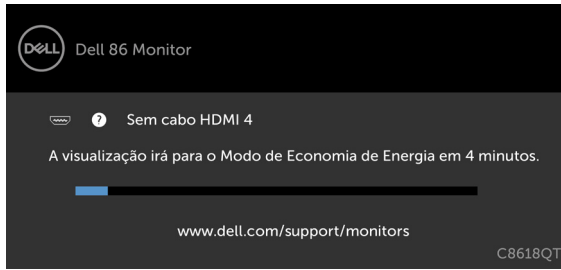 DELL Dell 86 Monitor
? Sem cabo HDMI 4
A visualização irá para o Modo de Economia de Energia em 4 minutos.
www.dell.com/support/monitors
C8618QT